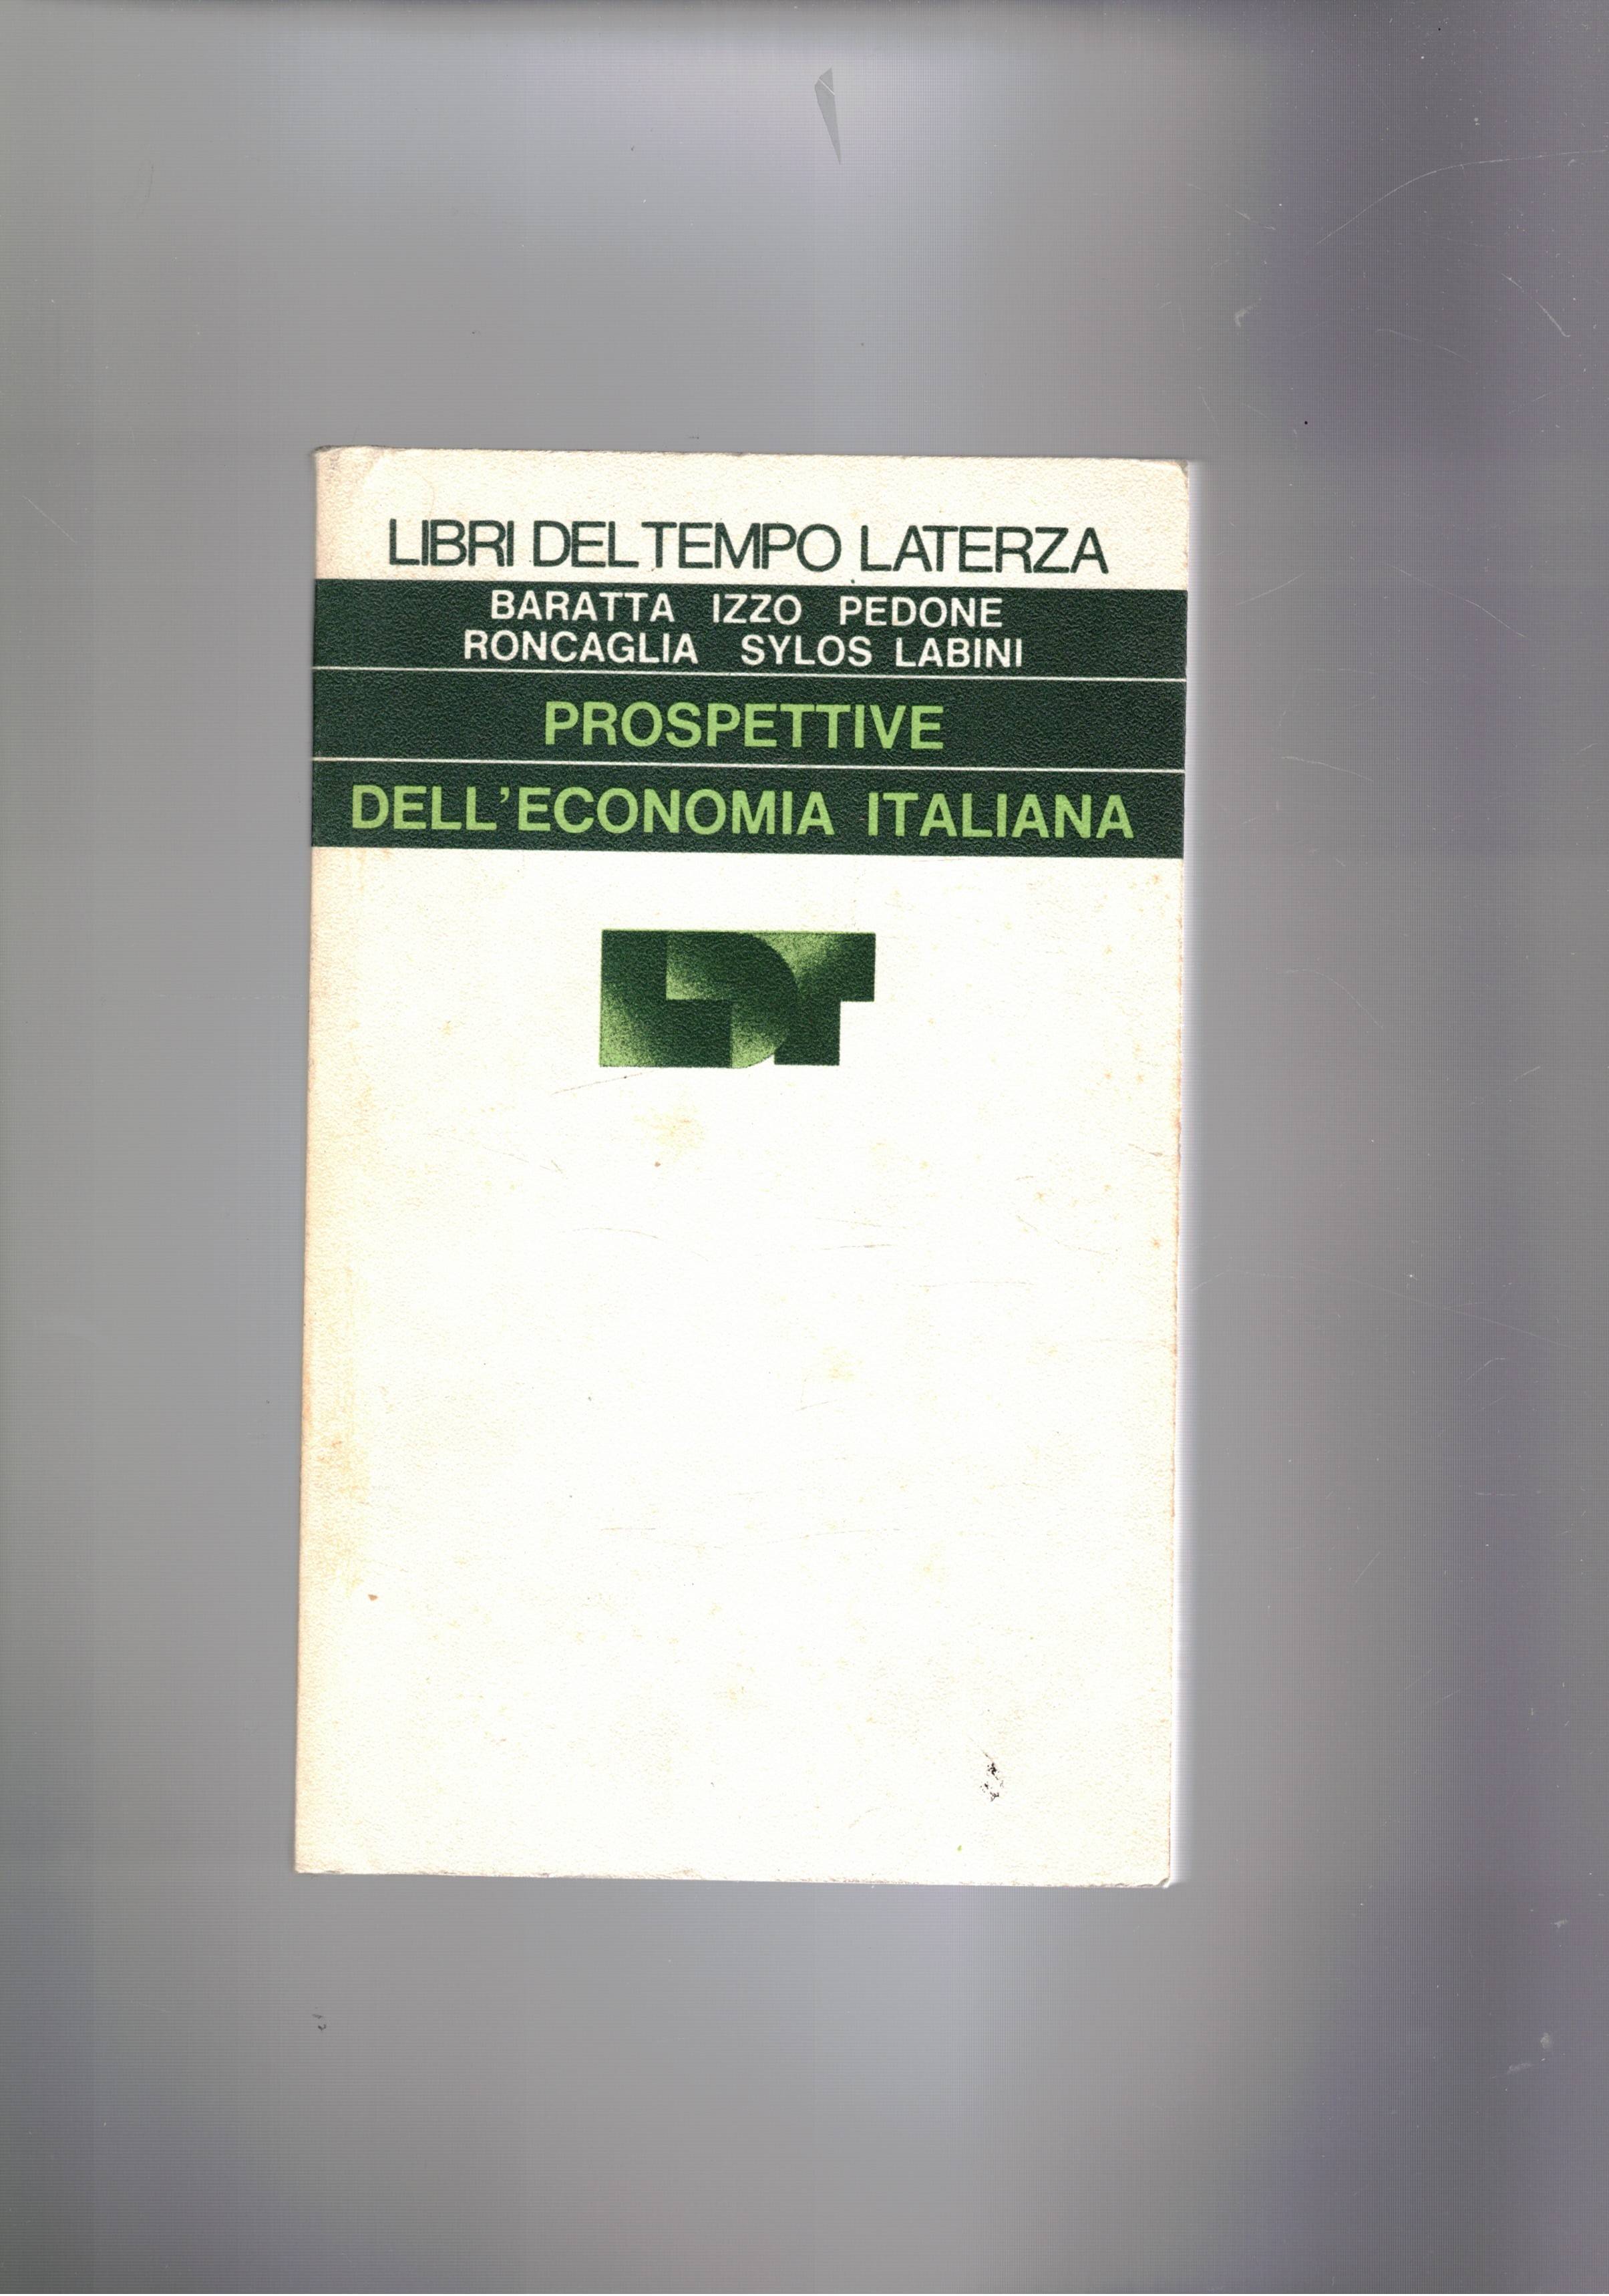 LIBRI DEL TEMPO LATERZA
BARATTA IZZO PEDONE
RONCAGLIA SYLOS LABINI
PROSPETTIVE
DELL'ECONOMIA ITALIANA
LDT